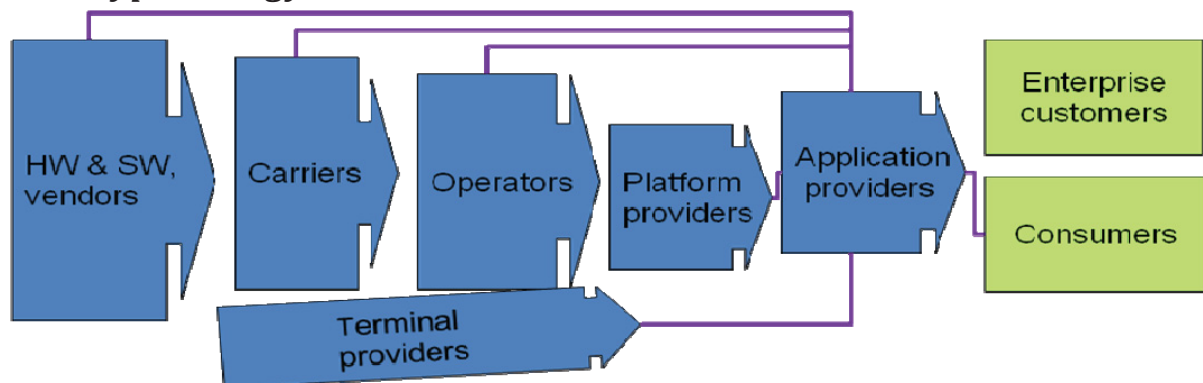 HW & SW,
vendors
Carriers
Operators
Platform
providers
Application
providers
Enterprise
customers
Consumers
Terminal
providers